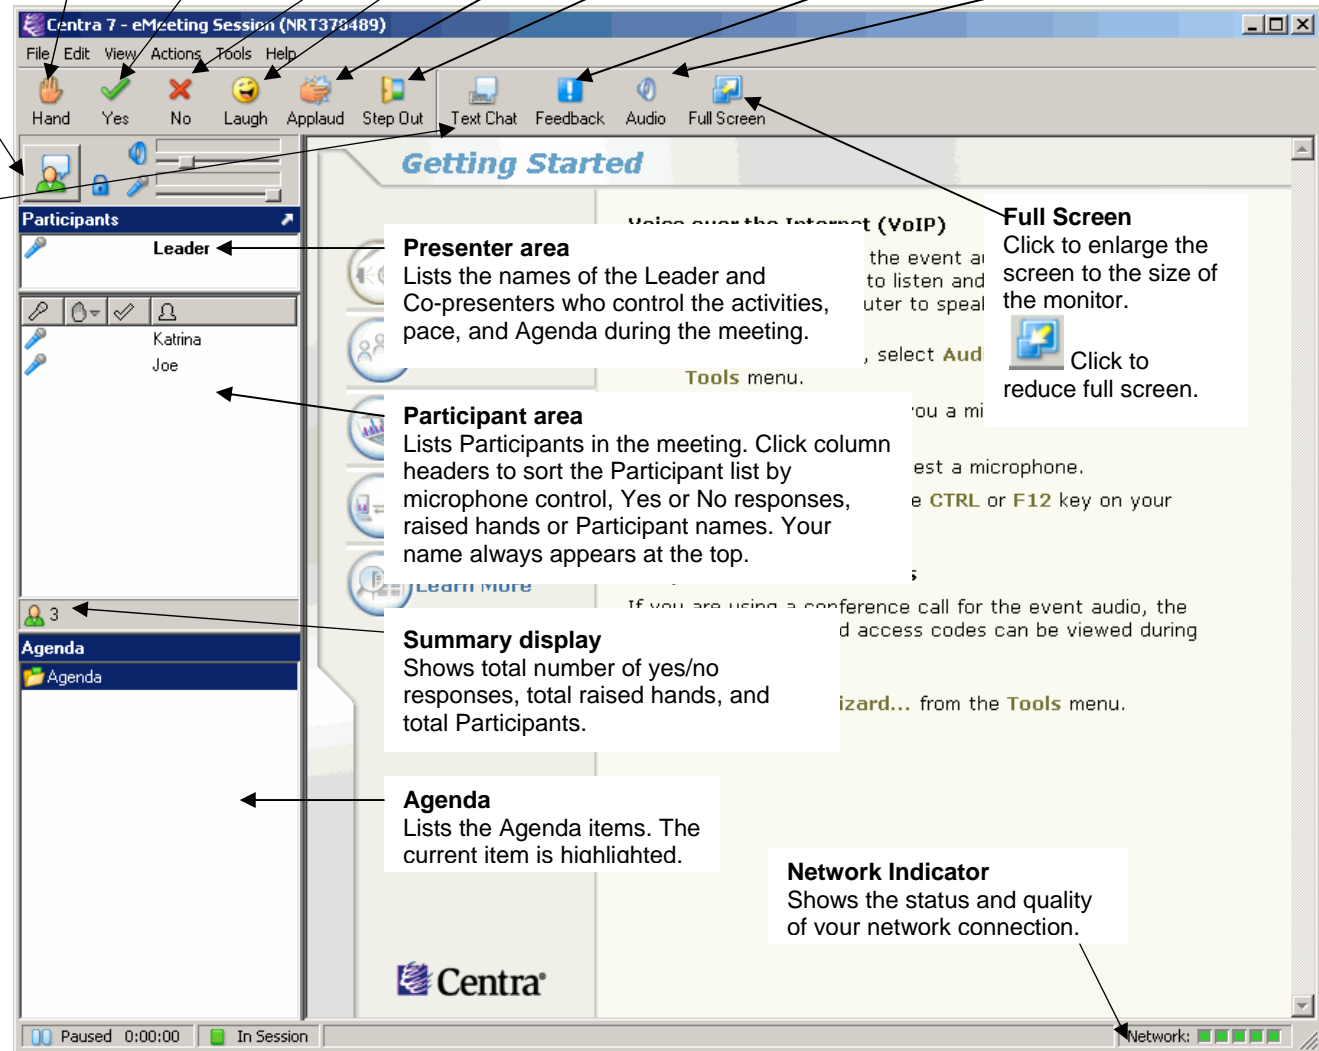 Centra 7 - eMeeting Session (NRT378489)
File Edit View Actions Tools Help
Hand Yes No Laugh Applaud Step Out Text Chat Feedback Audio Full Screen
Getting Started
Participants
Leader
Katrina
Joe
3
Agenda
Agenda
Voice over the Internet (VoIP)
the event au
to listen and
uter to speal
, select Aud
Tools menu.
ou a mi
est a microphone.
e CTRL or F12 key on your
Learn More
s
If you are using a conference call for the event audio, the
d access codes can be viewed during
izard... from the Tools menu.
Presenter area
Lists the names of the Leader and
Co-presenters who control the activities,
pace, and Agenda during the meeting.
Full Screen
Click to enlarge the
screen to the size of
the monitor.
Click to
reduce full screen.
Participant area
Lists Participants in the meeting. Click column
headers to sort the Participant list by
microphone control, Yes or No responses,
raised hands or Participant names. Your
name always appears at the top.
Summary display
Shows total number of yes/no
responses, total raised hands, and
total Participants.
Agenda
Lists the Agenda items. The
current item is highlighted.
Network Indicator
Shows the status and quality
of your network connection.
Centra®
Paused 0:00:00 In Session Network: